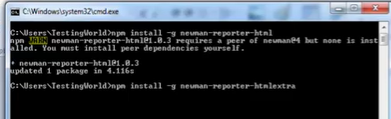 C:\Windows\system32\cmd.exe
C:\Users\TestingWorld>npm install -g newman-reporter-html
npm WARN newman-reporter-html@1.0.3 requires a peer of newman@4 but none is inst
alled. You must install peer dependencies yourself.
+ newman-reporter-html@1.0.3
updated 1 package in 4.116s
C:\Users\TestingWorld>npm install -g newman-reporter-htmlextra